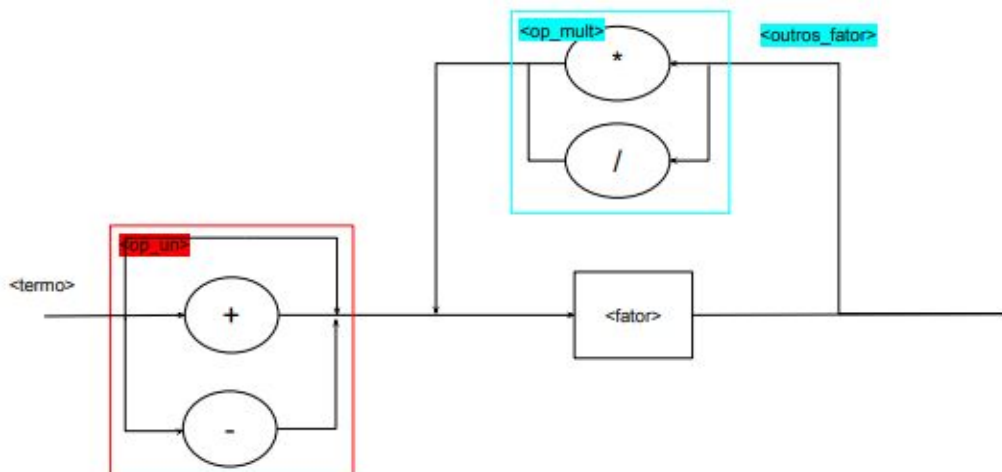 <op_mult>
<outros_fator>
*
/
<op_un>
<termo>
+
<fator>
-